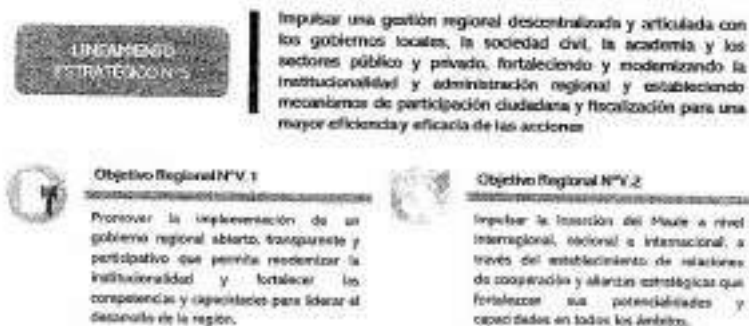 LINEAMIENTO
ESTRATÉGICO N°5
Impulsar una gestión regional descentralizada y articulada con
los gobiernos locales, la sociedad civil, la academia y los
sectores público y privado, fortaleciendo y modernizando la
institucionalidad y administración regional y estableciendo
mecanismos de participación ciudadana y fiscalización para una
mayor eficiencia y eficacia de las acciones
Objetivo Regional N°V.1
Promover la implementación de un
gobierno regional abierto, transparente y
participativo que permita modernizar la
institucionalidad y fortalecer las
competencias y capacidades para liderar el
desarrollo de la región.
Objetivo Regional N°V.2
Impulsar la inserción del Maule a nivel
interregional, nacional e internacional, a
través del establecimiento de relaciones
de cooperación y alianzas estratégicas que
fortalezcan sus potencialidades y
capacidades en todos los ámbitos.